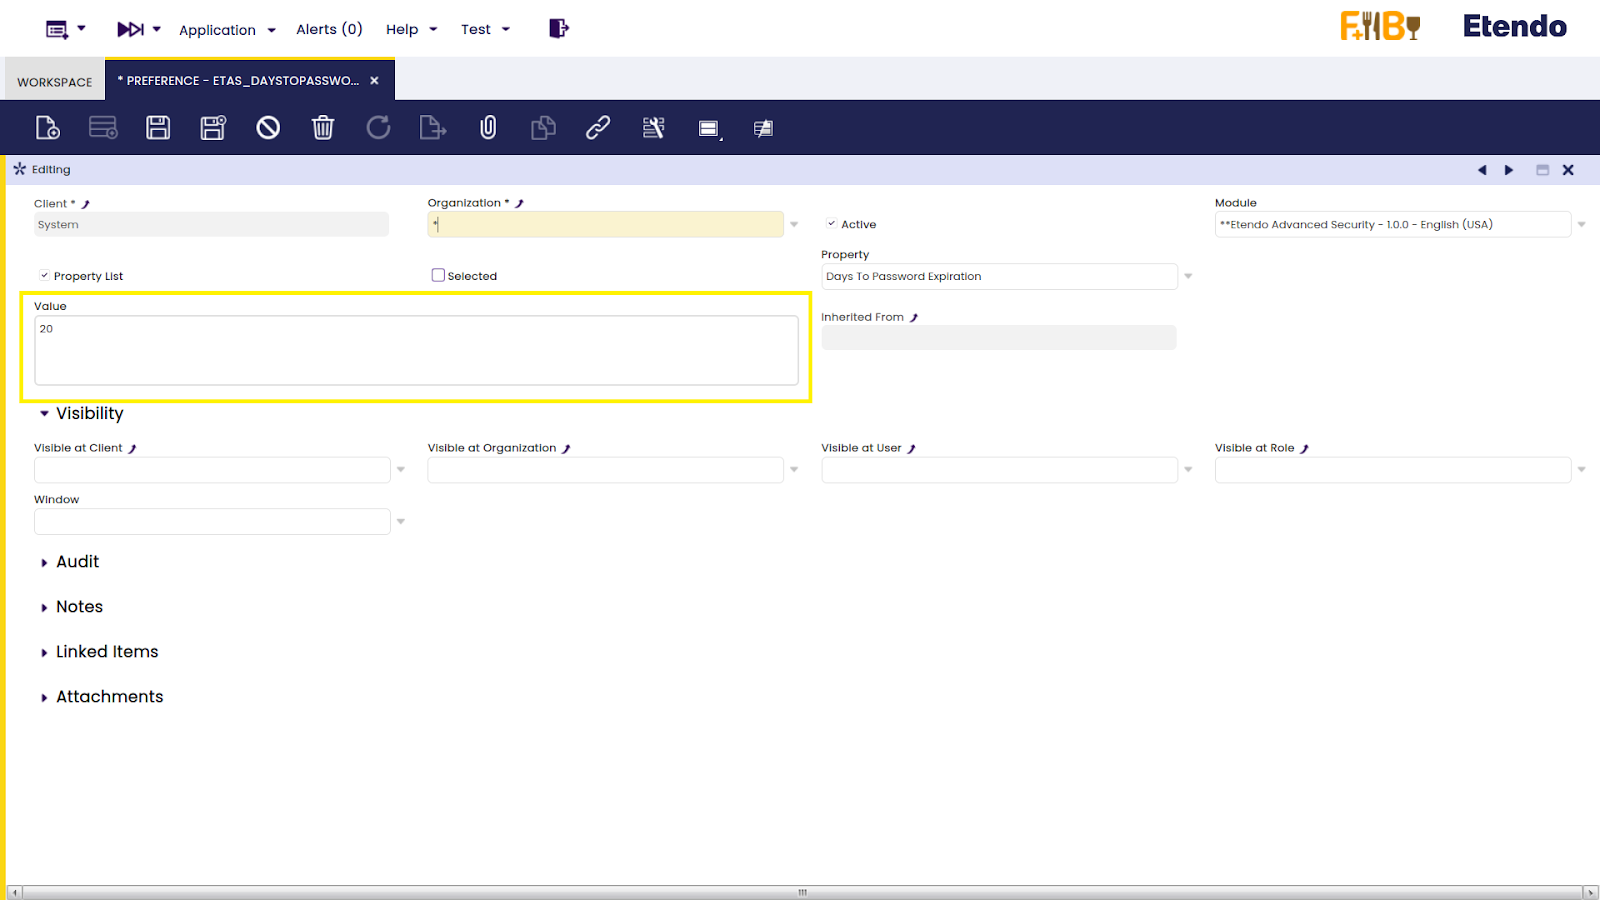 Application
Alerts (0)
Help
Test
F+B
Etendo
WORKSPACE
* PREFERENCE - ETAS_DAYSTOPASSWO...
Editing
Client *
Organization *
Module
System
*
Active
**Etendo Advanced Security - 1.0.0 - English (USA)
Property
Property List
Selected
Days To Password Expiration
Value
20
Inherited From
Visibility
Visible at Client
Visible at Organization
Visible at User
Visible at Role
Window
Audit
Notes
Linked Items
Attachments